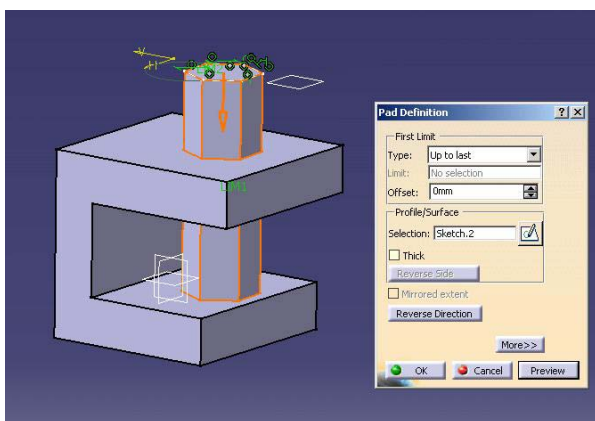 V
H
LIM1
Pad Definition
First Limit
Type: Up to last
Limit: No selection
Offset: 0mm
Profile/Surface
Selection: Sketch.2
Thick
Reverse Side
Mirrored extent
Reverse Direction
More>>
OK Cancel Preview